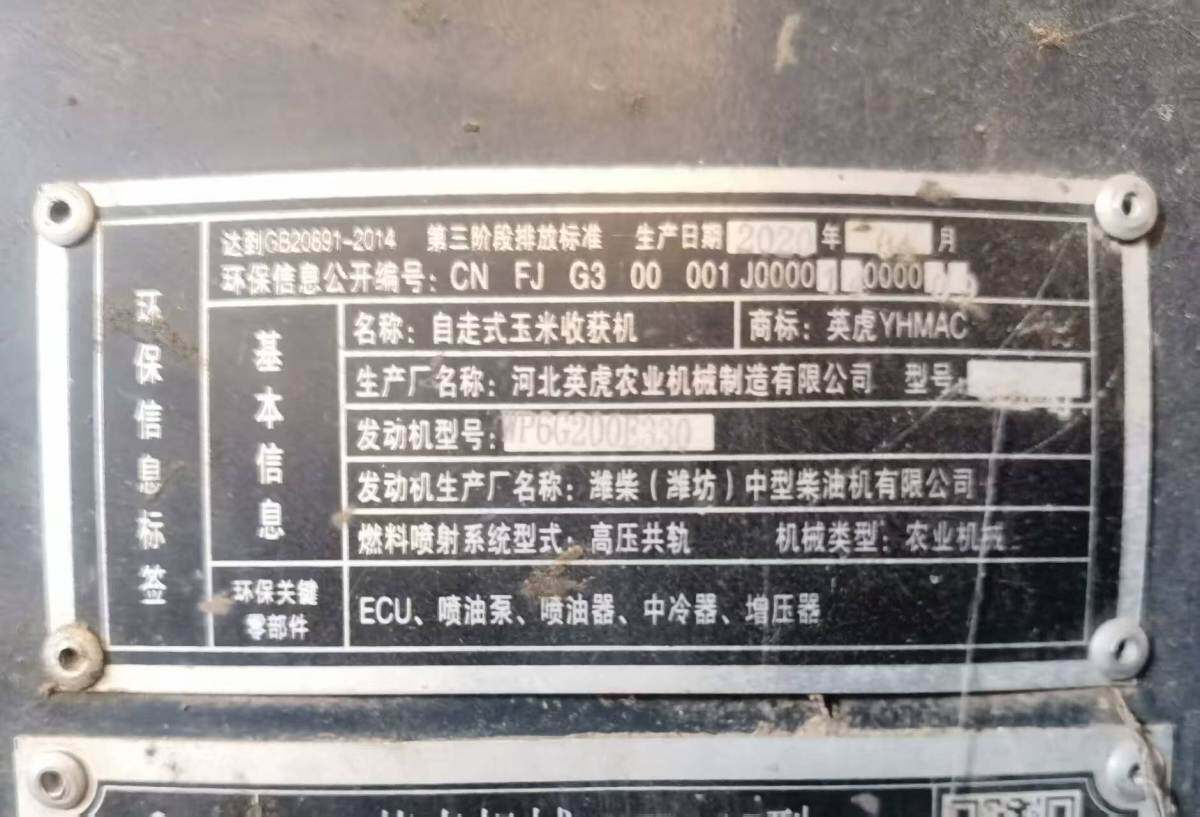 环保信息标签
达到GB20891-2014 第三阶段排放标准 生产日期 2020 年 月
环保信息公开编号：CN FJ G3 00 001 J0000 0000
基本信息
名称：自走式玉米收获机 商标：英虎YHMAC
生产厂名称：河北英虎农业机械制造有限公司 型号：
发动机型号：WP6G200E330
发动机生产厂名称：潍柴（潍坊）中型柴油机有限公司
燃料喷射系统型式：高压共轨 机械类型：农业机械
环保关键
零部件
ECU、喷油泵、喷油器、中冷器、增压器